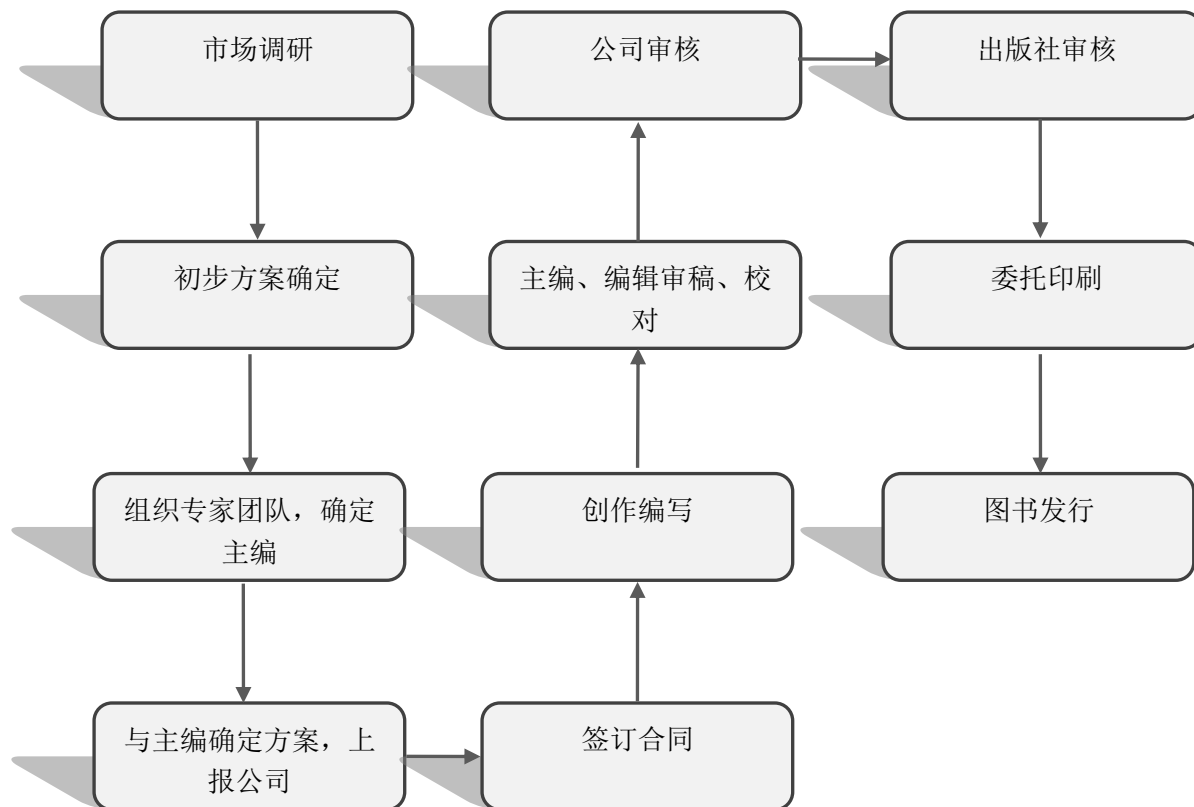 市场调研
公司审核
出版社审核
初步方案确定
主编、编辑审稿、校
对
委托印刷
组织专家团队，确定
主编
创作编写
图书发行
与主编确定方案，上
报公司
签订合同